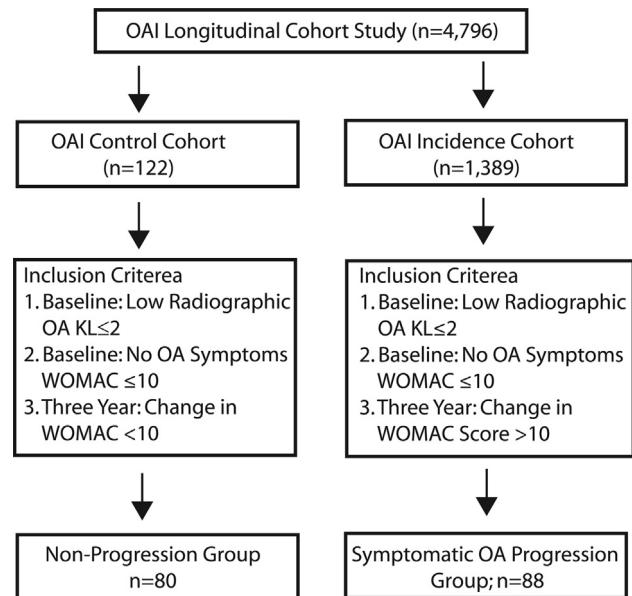 OAI Longitudinal Cohort Study (n=4,796)
OAI Control Cohort
(n=122)
OAI Incidence Cohort
(n=1,389)
Inclusion Criterea
1. Baseline: Low Radiographic
OA KL≤2
2. Baseline: No OA Symptoms
WOMAC ≤10
3. Three Year: Change in
WOMAC <10
Inclusion Criterea
1. Baseline: Low Radiographic
OA KL≤2
2. Baseline: No OA Symptoms
WOMAC ≤10
3. Three Year: Change in
WOMAC Score >10
Non-Progression Group
n=80
Symptomatic OA Progression
Group; n=88